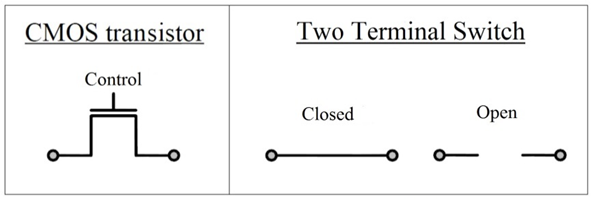 CMOS transistor
Control
Two Terminal Switch
Closed
Open